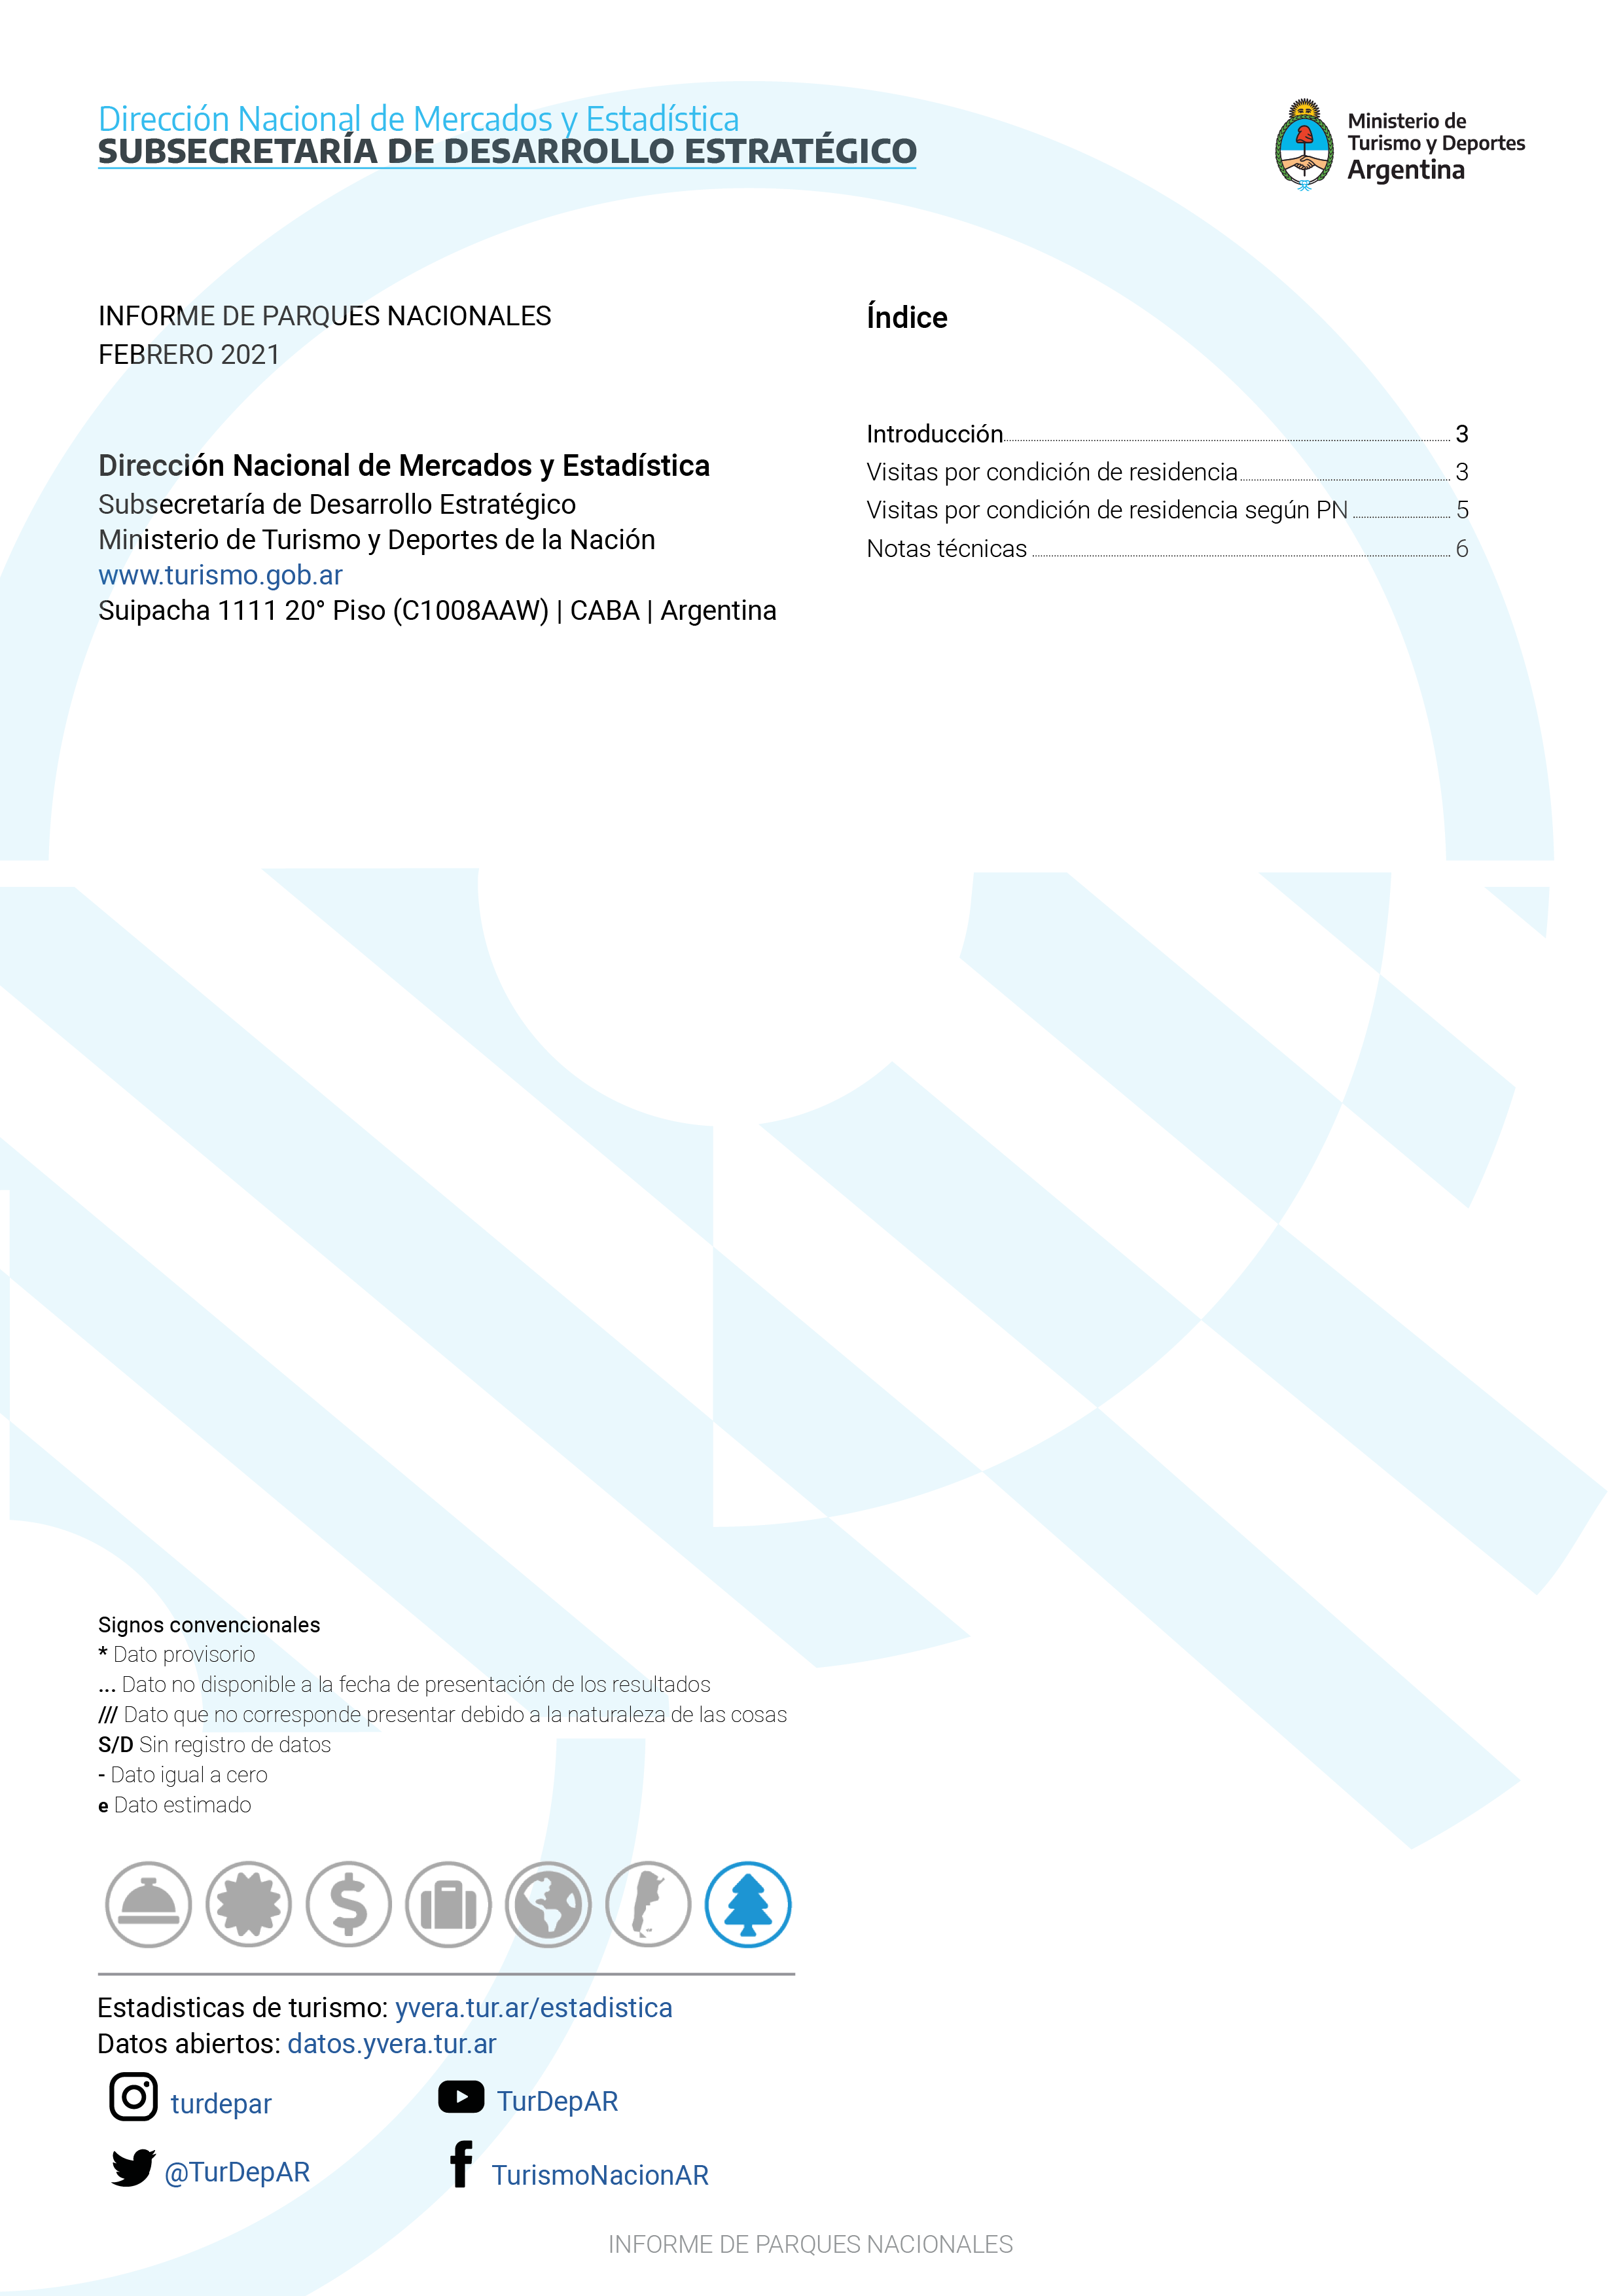 Dirección Nacional de Mercados y Estadística
SUBSECRETARÍA DE DESARROLLO ESTRATÉGICO
Ministerio de
Turismo y Deportes
Argentina
INFORME DE PARQUES NACIONALES
FEBRERO 2021
Dirección Nacional de Mercados y Estadística
Subsecretaría de Desarrollo Estratégico
Ministerio de Turismo y Deportes de la Nación
www.turismo.gob.ar
Suipacha 1111 20° Piso (C1008AAW) | CABA | Argentina
Índice
Introducción 3
Visitas por condición de residencia 3
Visitas por condición de residencia según PN 5
Notas técnicas 6
Signos convencionales
* Dato provisorio
... Dato no disponible a la fecha de presentación de los resultados
/// Dato que no corresponde presentar debido a la naturaleza de las cosas
S/D Sin registro de datos
- Dato igual a cero
e Dato estimado
Estadisticas de turismo: yvera.tur.ar/estadistica
Datos abiertos: datos.yvera.tur.ar
turdepar
TurDepAR
@TurDepAR
TurismoNacionAR
INFORME DE PARQUES NACIONALES